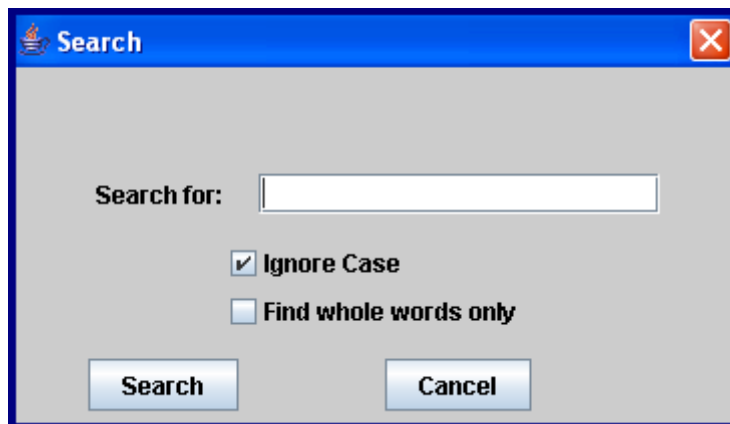 Search
Search for:
Ignore Case
Find whole words only
Search Cancel